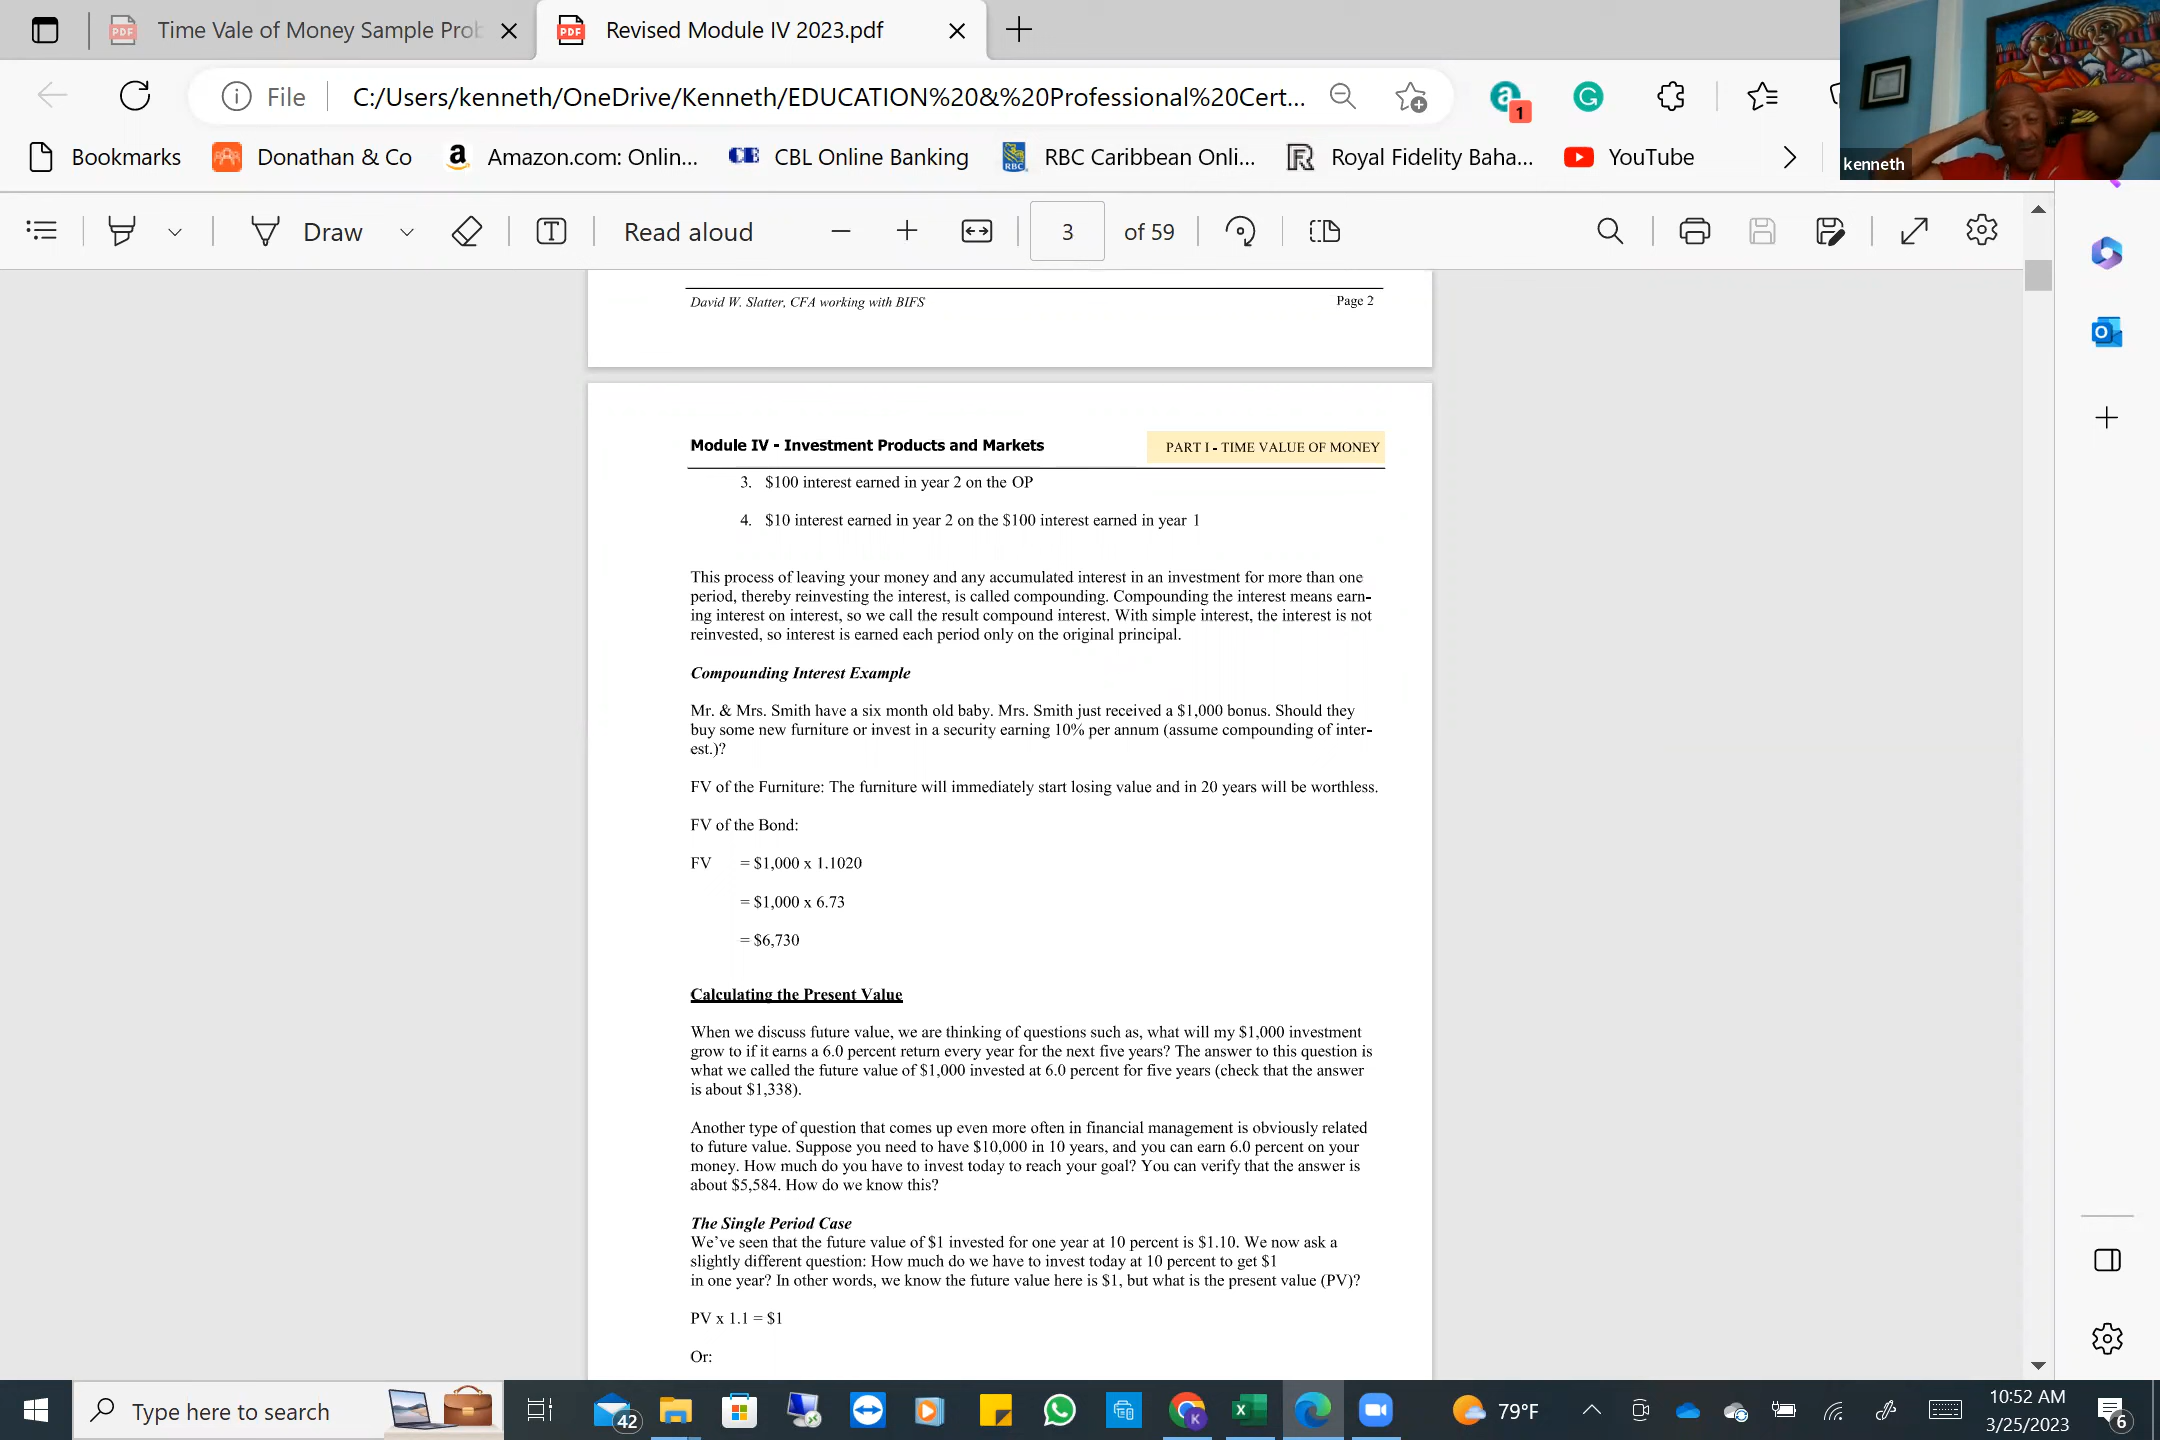 Time Vale of Money Sample Prob
Revised Module IV 2023.pdf
File
C:/Users/kenneth/OneDrive/Kenneth/EDUCATION%20&%20Professional%20Cert...
1
Bookmarks
Donathan & Co
Amazon.com: Onlin...
CBL Online Banking
RBC Caribbean Onli...
Royal Fidelity Baha...
YouTube
kenneth
Draw
Read aloud
3
of 59
David W. Slatter, CFA working with BIFS
Page 2
Module IV - Investment Products and Markets
PART I - TIME VALUE OF MONEY
3. $100 interest earned in year 2 on the OP
4. $10 interest earned in year 2 on the $100 interest earned in year 1
This process of leaving your money and any accumulated interest in an investment for more than one
period, thereby reinvesting the interest, is called compounding. Compounding the interest means earn-
ing interest on interest, so we call the result compound interest. With simple interest, the interest is not
reinvested, so interest is earned each period only on the original principal.
Compounding Interest Example
Mr. & Mrs. Smith have a six month old baby. Mrs. Smith just received a $1,000 bonus. Should they
buy some new furniture or invest in a security earning 10% per annum (assume compounding of inter-
est.)?
FV of the Furniture: The furniture will immediately start losing value and in 20 years will be worthless.
FV of the Bond:
FV = $1,000 x 1.1020
= $1,000 x 6.73
= $6,730
Calculating the Present Value
When we discuss future value, we are thinking of questions such as, what will my $1,000 investment
grow to if it earns a 6.0 percent return every year for the next five years? The answer to this question is
what we called the future value of $1,000 invested at 6.0 percent for five years (check that the answer
is about $1,338).
Another type of question that comes up even more often in financial management is obviously related
to future value. Suppose you need to have $10,000 in 10 years, and you can earn 6.0 percent on your
money. How much do you have to invest today to reach your goal? You can verify that the answer is
about $5,584. How do we know this?
The Single Period Case
We've seen that the future value of $1 invested for one year at 10 percent is $1.10. We now ask a
slightly different question: How much do we have to invest today at 10 percent to get $1
in one year? In other words, we know the future value here is $1, but what is the present value (PV)?
PV x 1.1 = $1
Or:
Type here to search
42
79°F
10:52 AM
3/25/2023
6